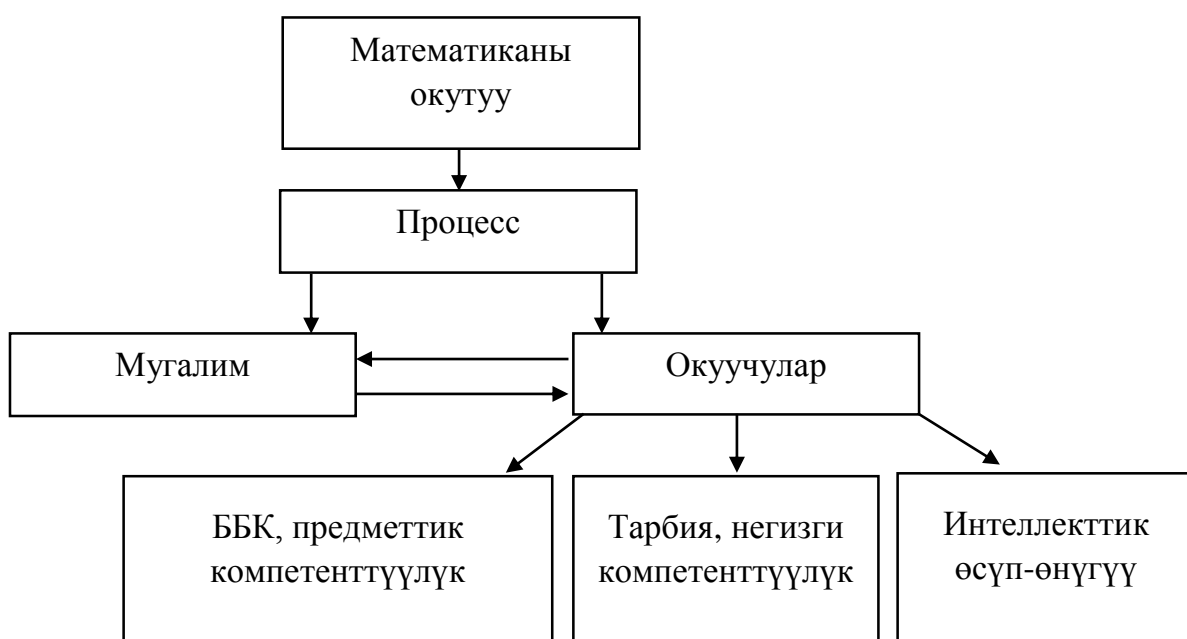 Математиканы
окутуу
Процесс
Мугалим
Окуучулар
ББК, предметтик
компетенттүүлүк
Тарбия, негизги
компетенттүүлүк
Интеллекттик
өсүп-өнүгүү